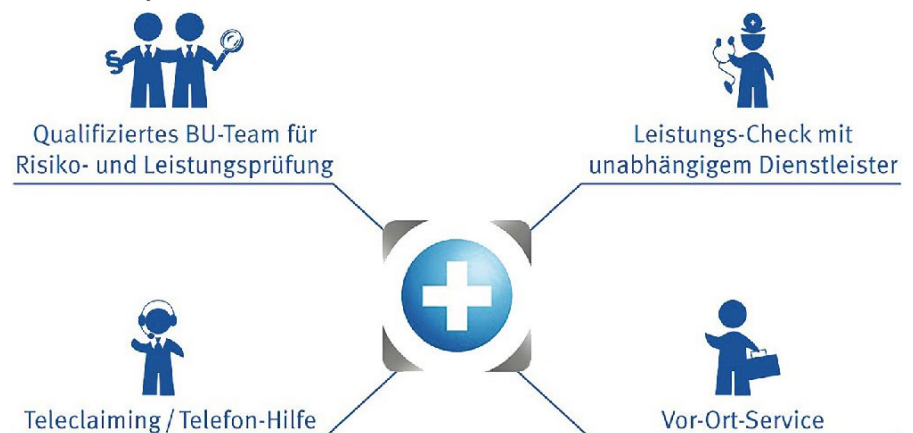 Qualifiziertes BU-Team für
Risiko- und Leistungsprüfung
Leistungs-Check mit
unabhängigem Dienstleister
Teleclaiming / Telefon-Hilfe
Vor-Ort-Service